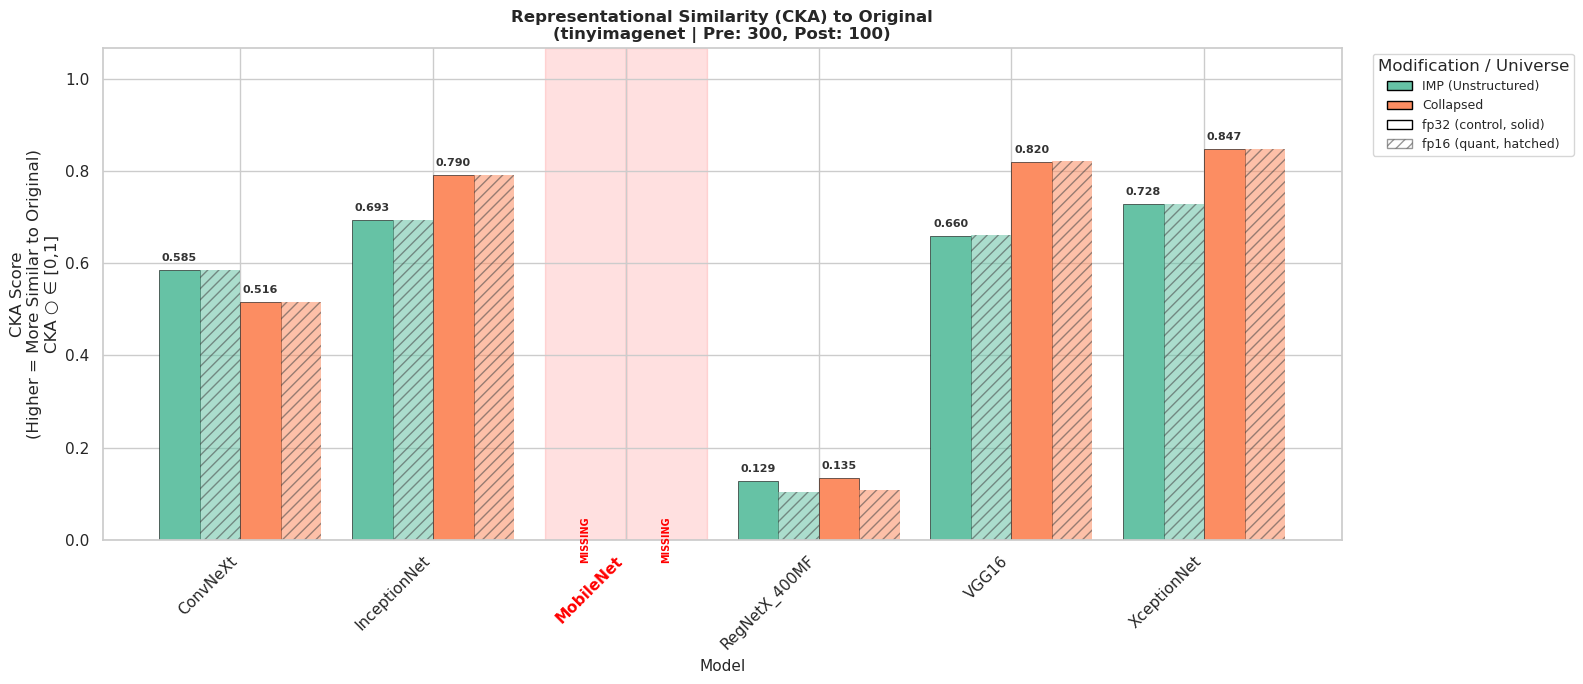 Representational Similarity (CKA) to Original
(tinyimagenet | Pre: 300, Post: 100)
CKA Score
(Higher = More Similar to Original)
CKA ○ ∈ [0,1]
1.0
0.8
0.6
0.4
0.2
0.0
0.585
0.516
0.693
0.790
MISSING
MISSING
0.129
0.135
0.660
0.820
0.728
0.847
ConvNeXt
InceptionNet
MobileNet
RegNetX_400MF
VGG16
XceptionNet
Model
Modification / Universe
IMP (Unstructured)
Collapsed
fp32 (control, solid)
fp16 (quant, hatched)